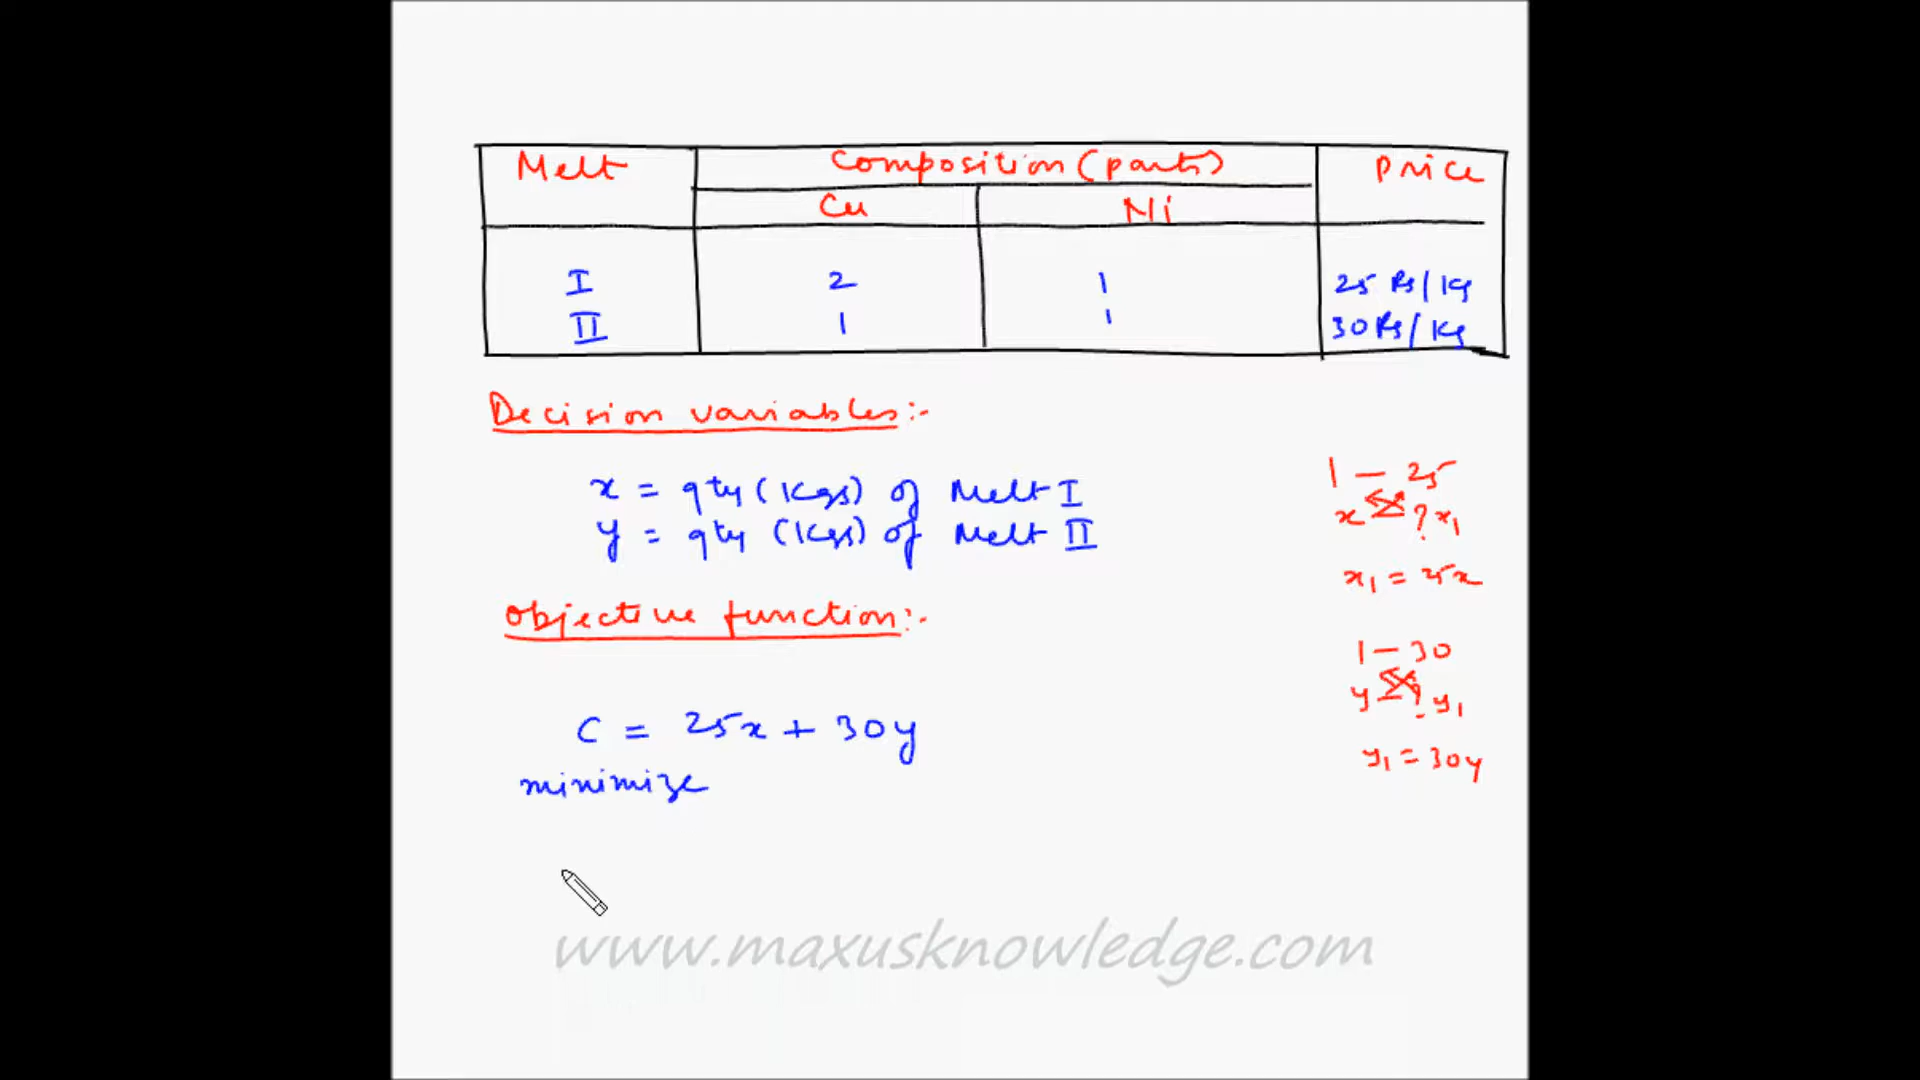 Melt Composition (parts) Price
Cu Ni
I 2 1 25 Rs/Kg
II 1 1 30 Rs/Kg
Decision variables:-
x = qty (Kgs) of Melt I
y = qty (Kgs) of Melt II
1 — 25
x ? x₁
x₁ = 25x
Objective function:-
1 — 30
y ? y₁
y₁ = 30y
C = 25x + 30y
minimize
www.maxusknowledge.com